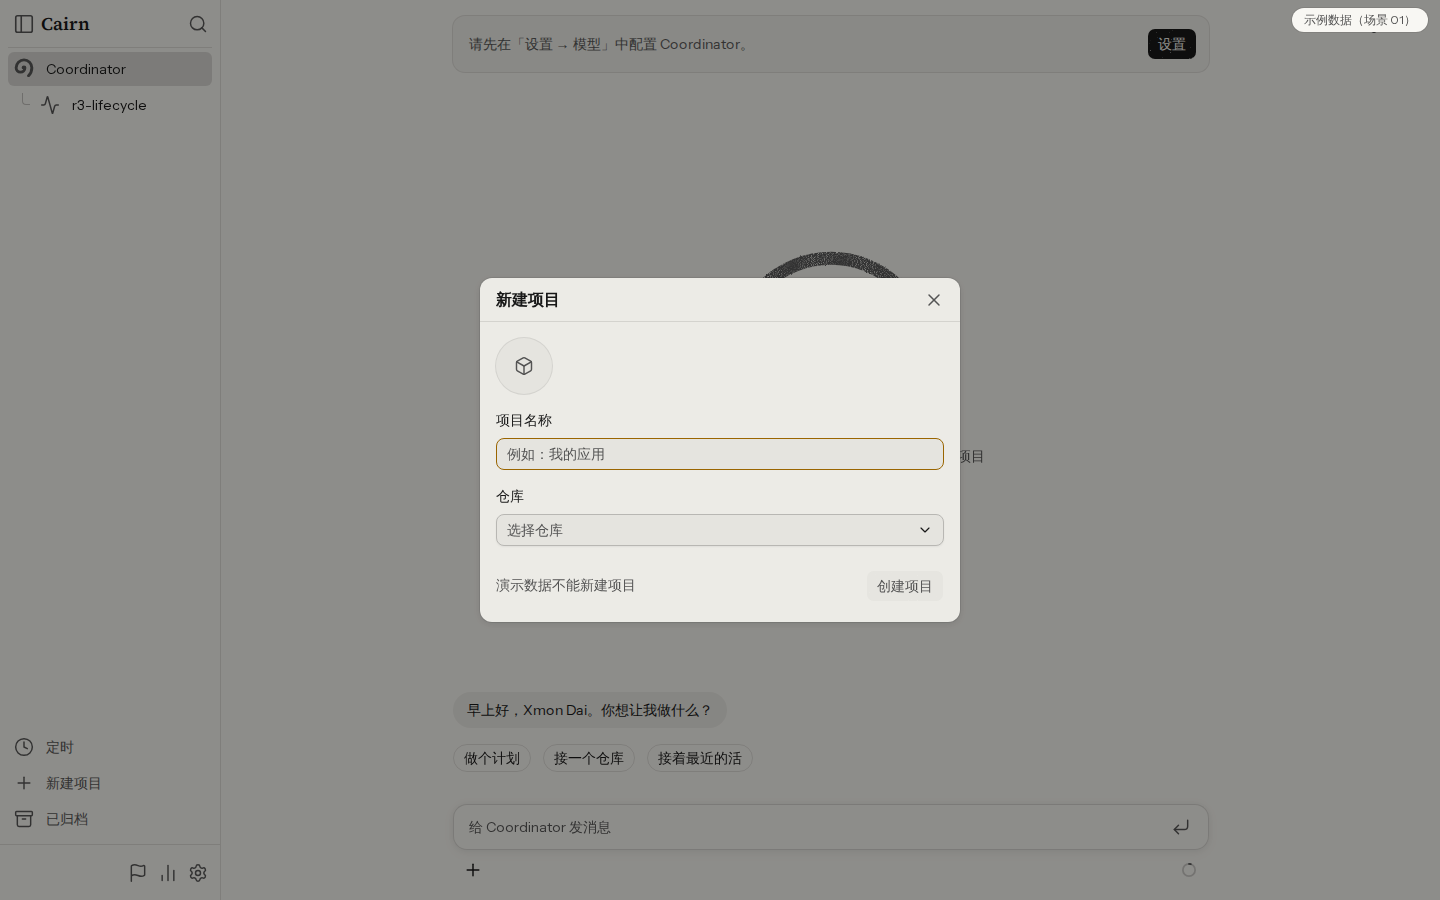 Cairn
Coordinator
r3-lifecycle
定时
新建项目
已归档
示例数据（场景 01）
请先在「设置 → 模型」中配置 Coordinator。
设置
新建项目
项目名称
例如：我的应用
仓库
选择仓库
演示数据不能新建项目
创建项目
项目
早上好，Xmon Dai。你想让我做什么？
做个计划
接一个仓库
接着最近的活
给 Coordinator 发消息